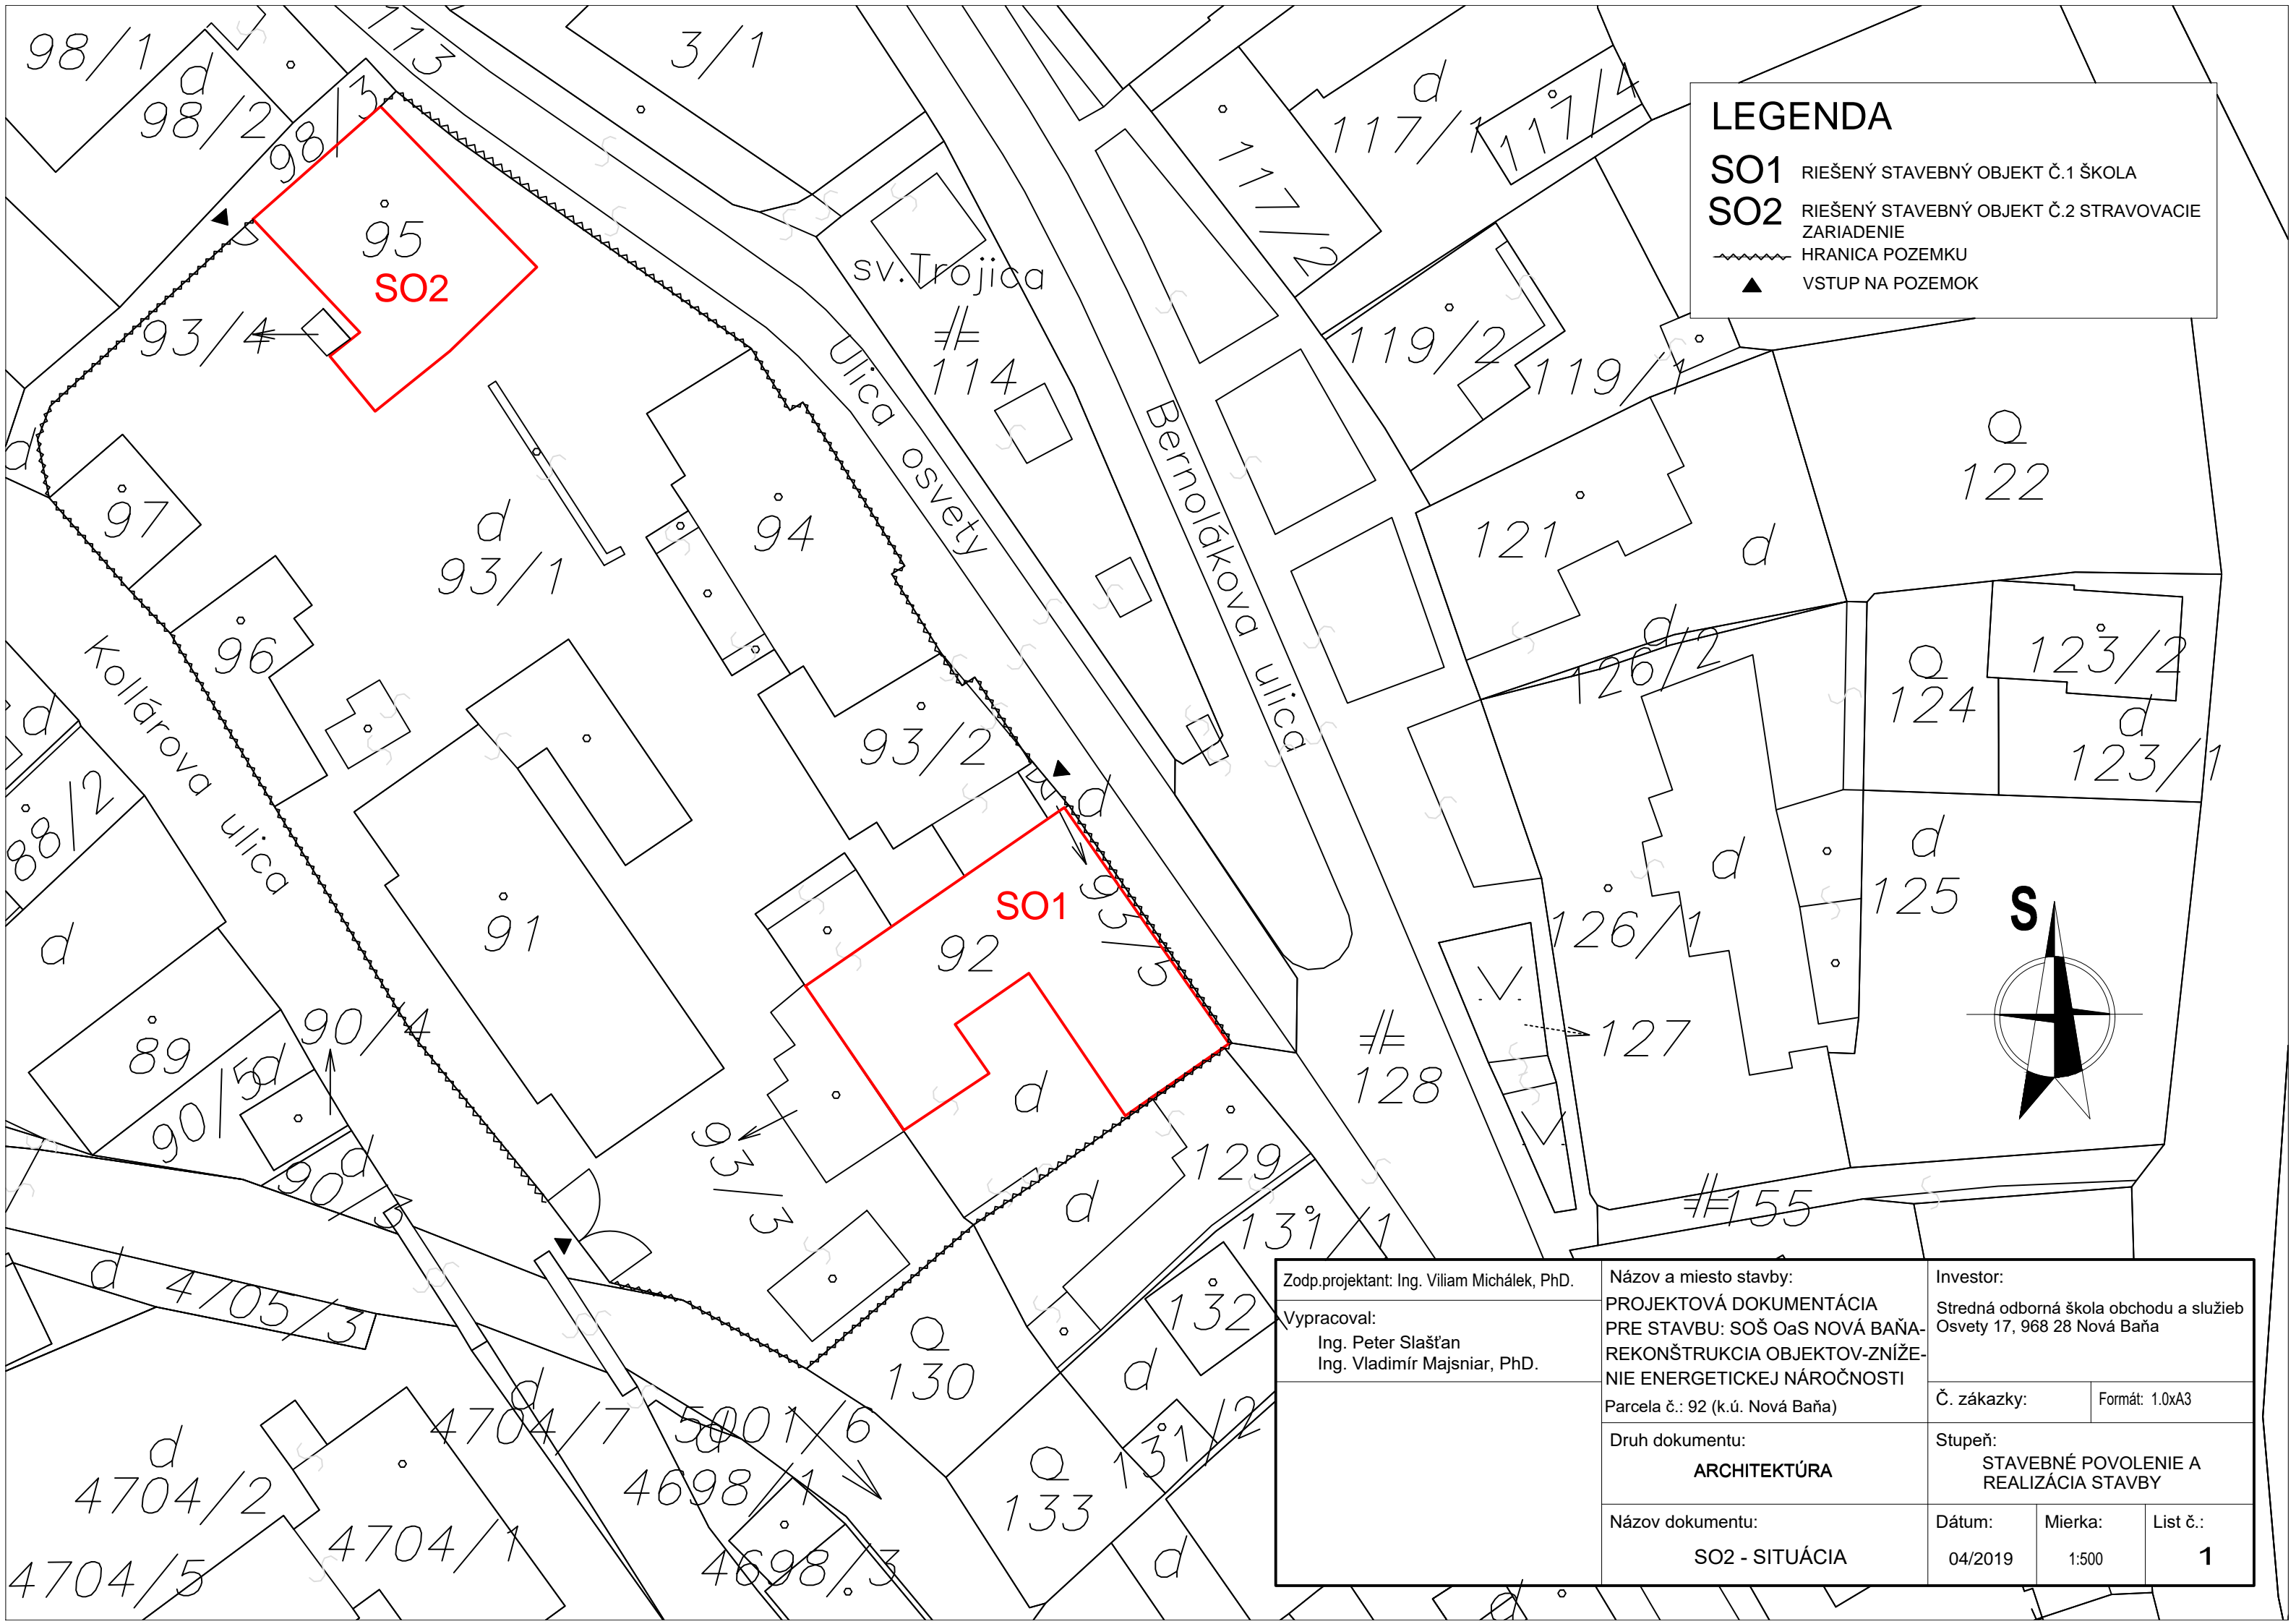 98/1
d
98/2
98/3
113
3/1
d
117/1
117/4
117/2
LEGENDA
SO1 RIEŠENÝ STAVEBNÝ OBJEKT Č.1 ŠKOLA
SO2 RIEŠENÝ STAVEBNÝ OBJEKT Č.2 STRAVOVACIE
ZARIADENIE
HRANICA POZEMKU
VSTUP NA POZEMOK
95
SO2
93/4
sv.Trojica
114
Ulica osvety
Bernolákova ulica
119/2
119/1
122
d
97
d
93/1
94
121
d
96
d
126/2
124
123/2
d
123/1
Kollárova ulica
d
88/2
93/2
d
d
91
SO1
92
93/5
d
d
125
126/1
S
127
128
89
90/4
d
90/5
d
90/3
93/3
d
d
129
131/1
155
d
4705/3
132
130
d
131/2
133
d
d
4704/7
5001/6
d
4698/1
4698/3
d
4704/2
4704/1
4704/5
d
Zodp.projektant: Ing. Viliam Michálek, PhD.
Vypracoval:
Ing. Peter Slašťan
Ing. Vladimír Majsniar, PhD.
Názov a miesto stavby:
PROJEKTOVÁ DOKUMENTÁCIA
PRE STAVBU: SOŠ OaS NOVÁ BAŇA-
REKONŠTRUKCIA OBJEKTOV-ZNÍŽE-
NIE ENERGETICKEJ NÁROČNOSTI
Parcela č.: 92 (k.ú. Nová Baňa)
Investor:
Stredná odborná škola obchodu a služieb
Osvety 17, 968 28 Nová Baňa
Č. zákazky:
Formát: 1.0xA3
Druh dokumentu:
ARCHITEKTÚRA
Stupeň:
STAVEBNÉ POVOLENIE A
REALIZÁCIA STAVBY
Názov dokumentu:
SO2 - SITUÁCIA
Dátum:
04/2019
Mierka:
1:500
List č.:
1